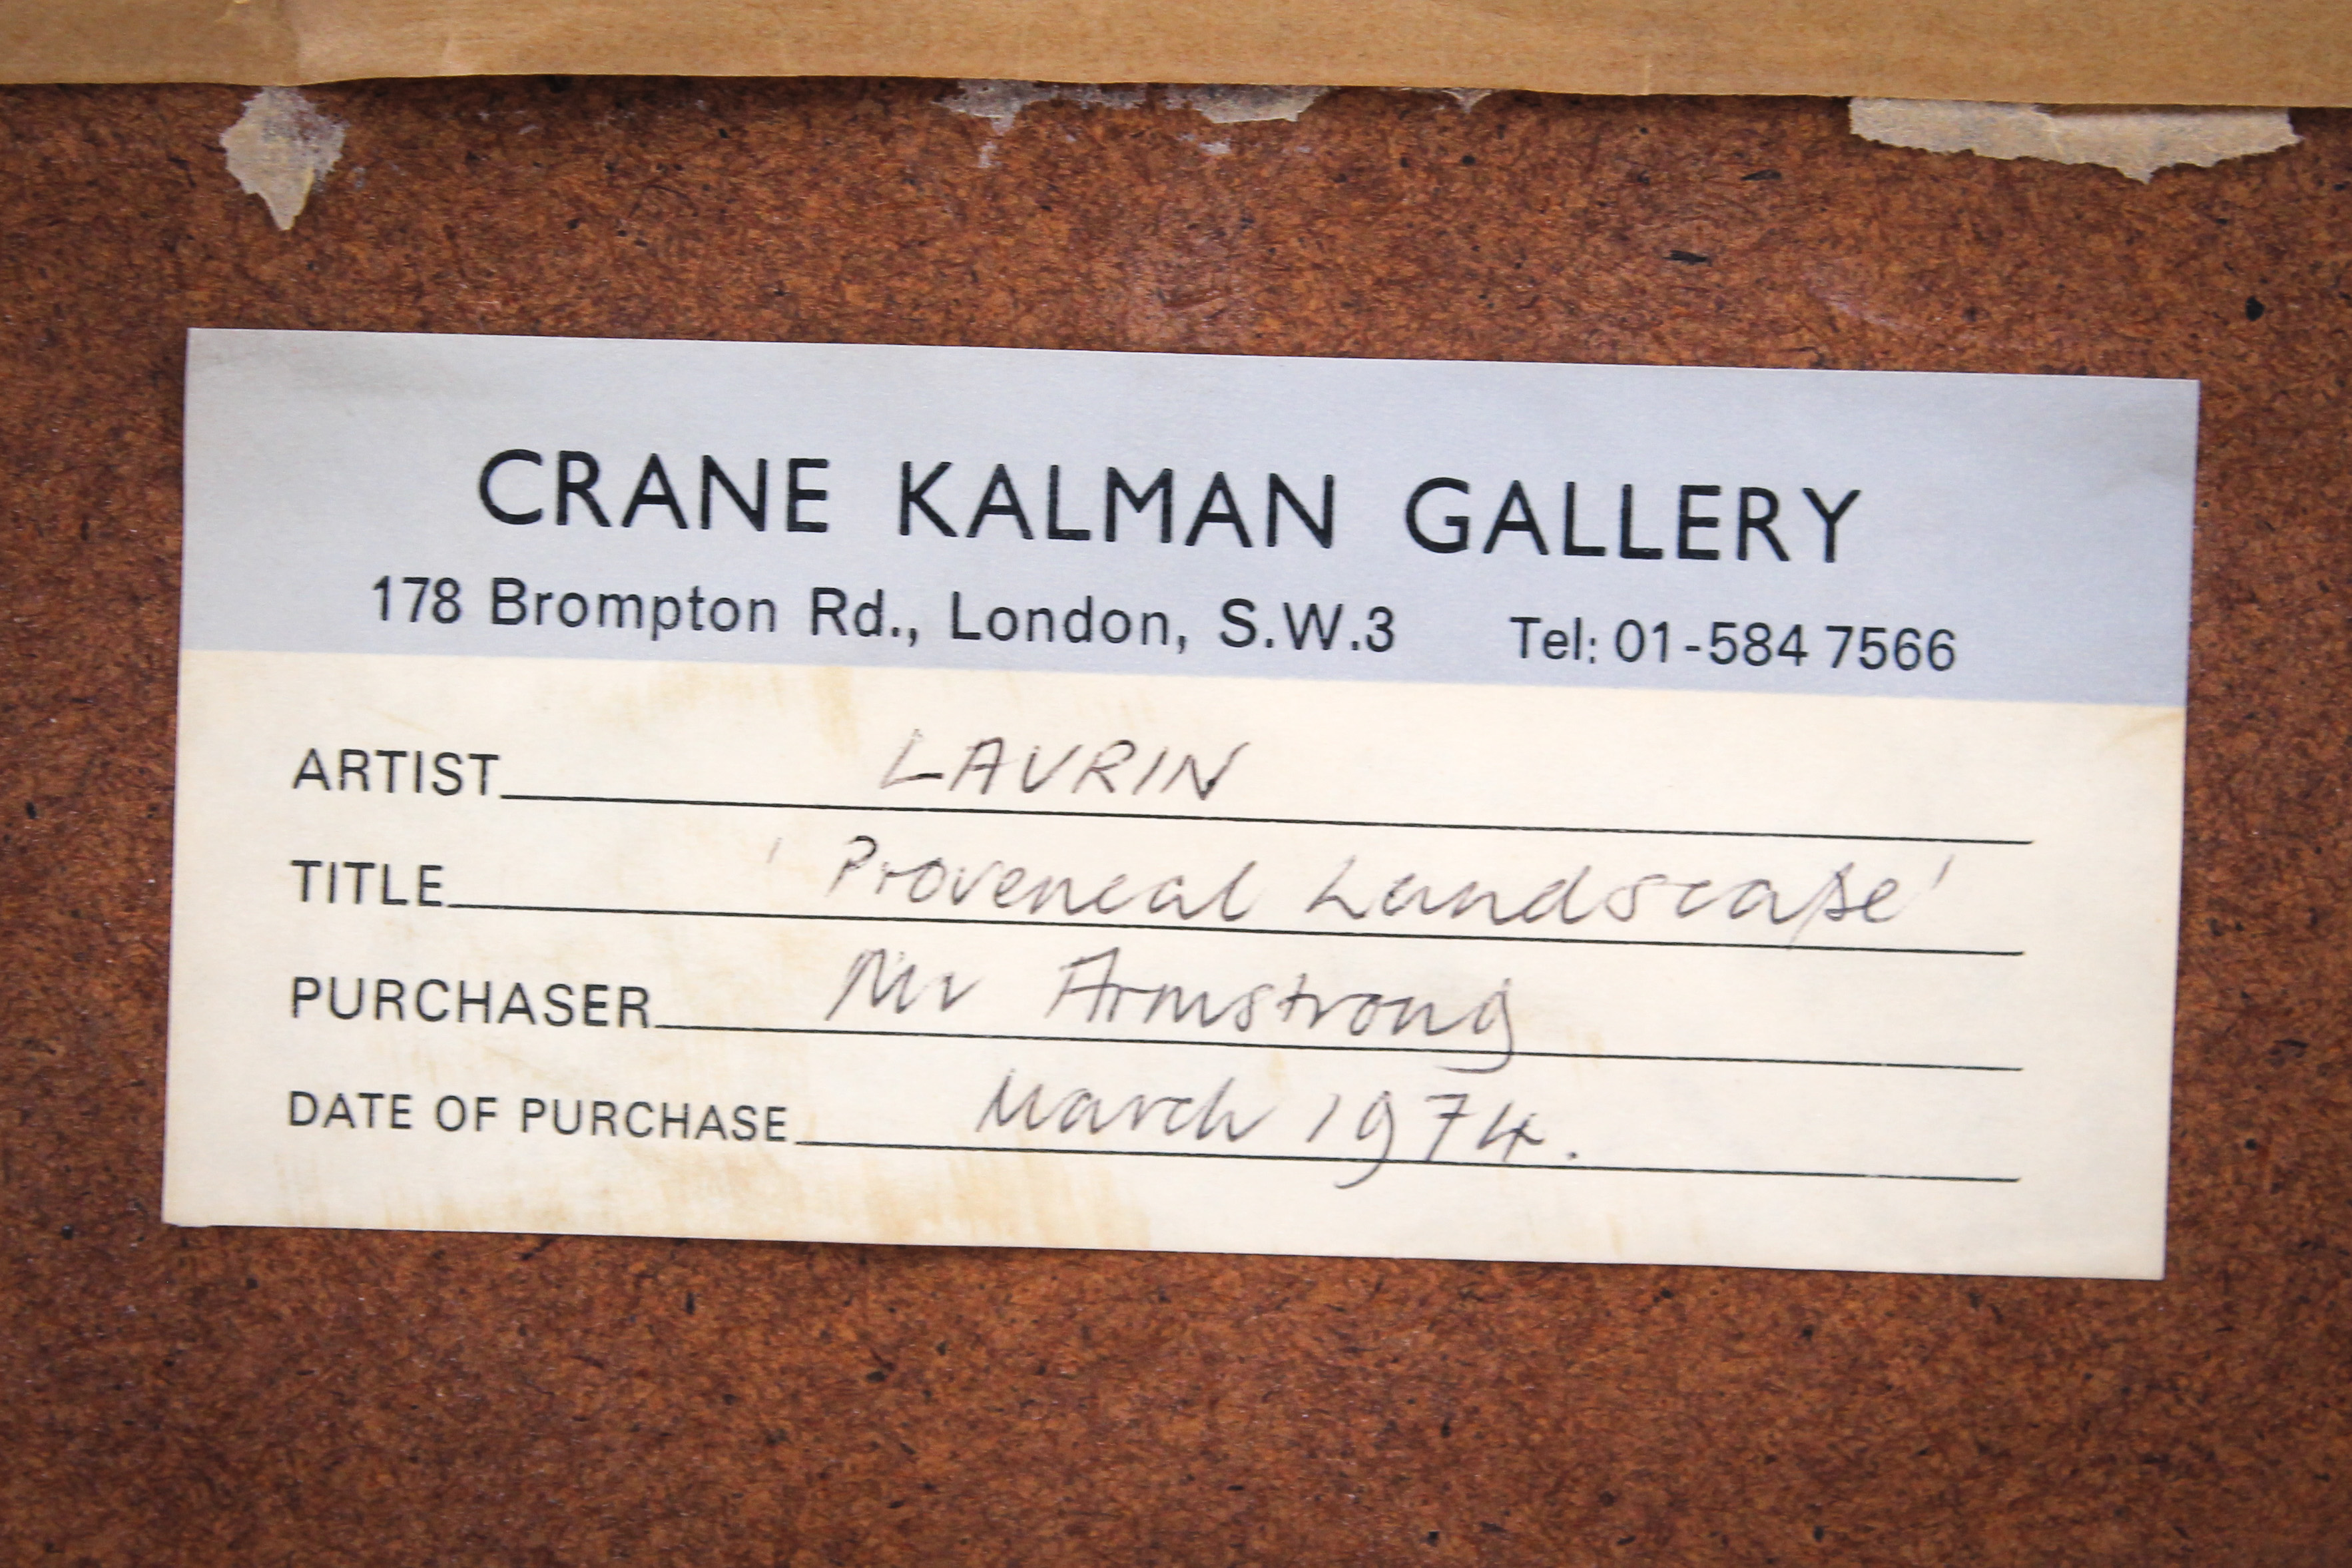 CRANE KALMAN GALLERY
178 Brompton Rd., London, S.W.3 Tel: 01-584 7566
ARTIST LAVRIN
TITLE 'Provencal Landscape'
PURCHASER Mr Armstrong
DATE OF PURCHASE March 1974.